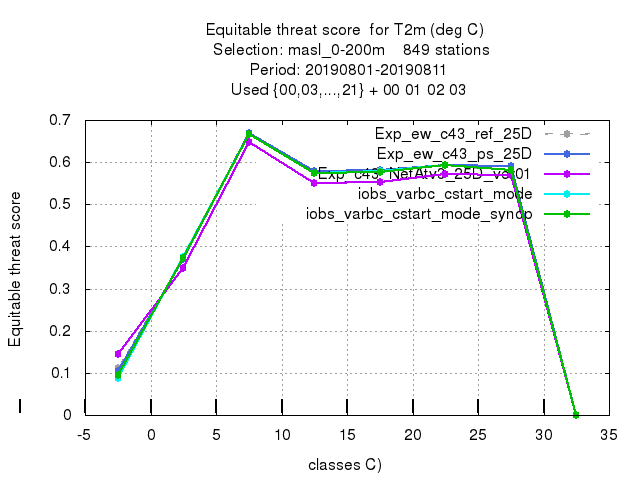 Equitable threat score  for T2m (deg C)
Selection: masl_0-200m    849 stations
Period: 20190801-20190811
Used {00,03,...,21} + 00 01 02 03
0.7
0.6
0.5
0.4
0.3
0.2
0.1
0
Equitable threat score
Exp_ew_c43_ref_25D
Exp_ew_c43_ps_25D
iobs_varbc_cstart_mode
iobs_varbc_cstart_mode_synop
-5 0 5 10 15 20 25 30 35
classes C)